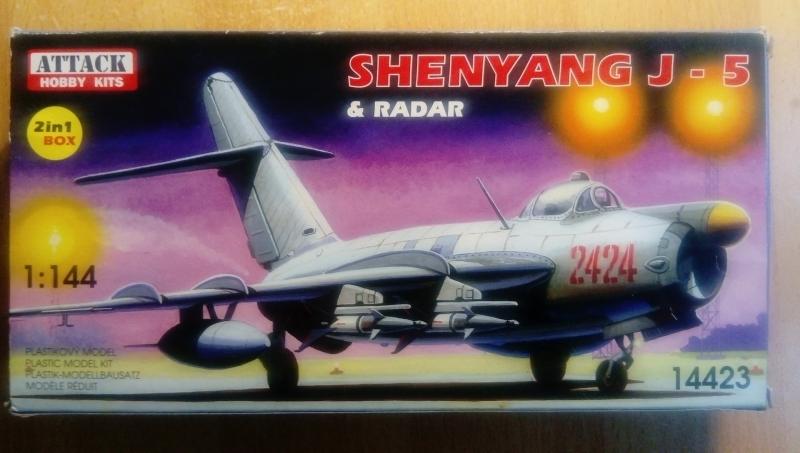 ATTACK
HOBBY KITS
2in1
BOX
SHENYANG J - 5
& RADAR
2424
1:144
PLASTIKOVÝ MODEL
PLASTIC MODEL KIT
PLASTIK-MODELLBAUSATZ
MODÈLE RÉDUIT
14423